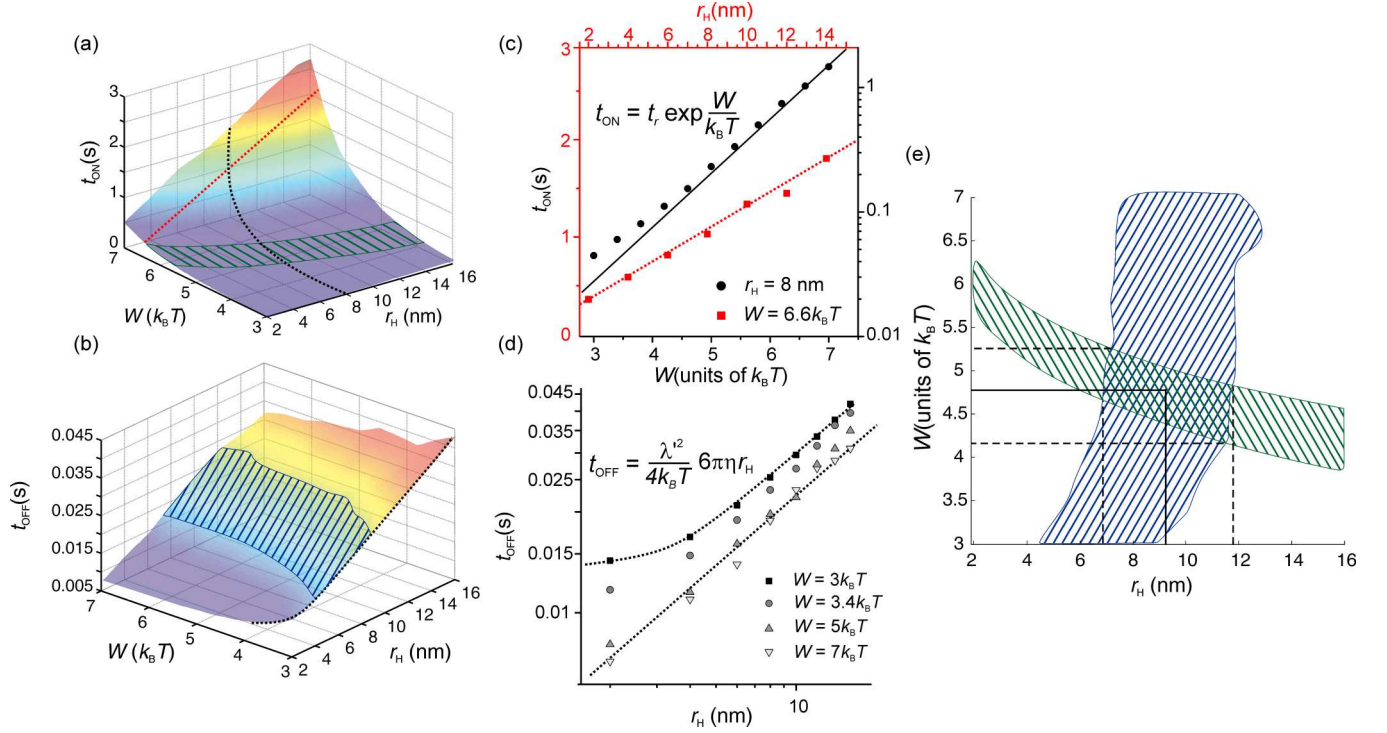 (a)
3
2
1
0
t_ON(s)
7
6
5
4
3
W (k_BT)
2
4
6
8
10
12
14
16
r_H (nm)
(b)
0.045
0.035
0.025
0.015
0.005
t_OFF(s)
7
6
5
4
3
W (k_BT)
2
4
6
8
10
12
14
16
r_H (nm)
(c)
r_H(nm)
2 4 6 8 10 12 14
3
2
1
0
t_ON(s)
1
0.1
0.01
t_ON = t_r exp W/k_BT
r_H = 8 nm
W = 6.6k_BT
3 4 5 6 7
W(units of k_BT)
(d)
0.045
0.035
0.025
0.015
0.01
t_OFF(s)
t_OFF = λ'²/4k_BT 6πηr_H
W = 3k_BT
W = 3.4k_BT
W = 5k_BT
W = 7k_BT
10
r_H (nm)
(e)
7
6.5
6
5.5
5
4.5
4
3.5
3
W(units of k_BT)
2 4 6 8 10 12 14 16
r_H (nm)